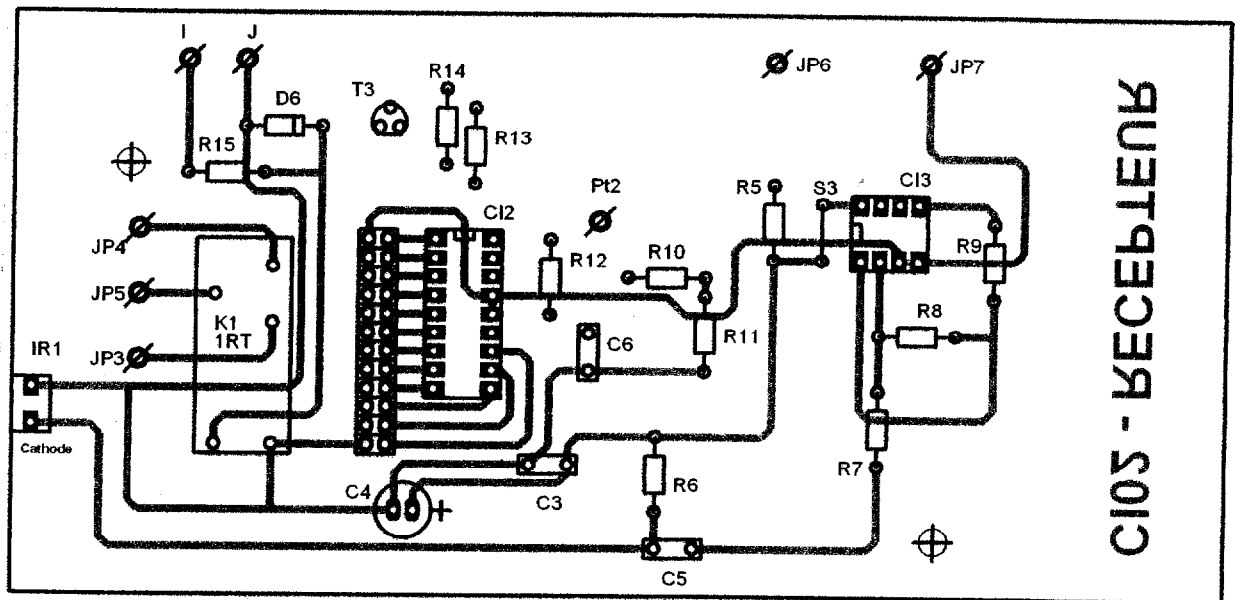 I
J
R14
JP6
JP7
T3
D6
R13
R15
Pt2
R5
S3
CI3
CI2
JP4
R9
R12
R10
JP5
K1
1RT
R8
R11
C6
IR1
JP3
Cathode
R7
C4
+
C3
R6
C5
CI02 - RECEPTEUR